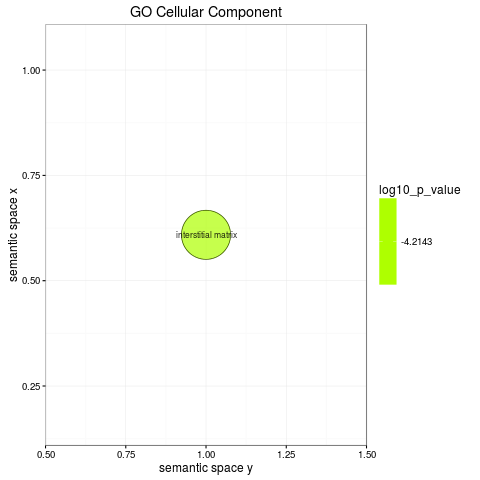 GO Cellular Component
1.00
0.75
0.50
0.25
semantic space x
interstitial matrix
0.50
0.75
1.00
1.25
1.50
semantic space y
log10_p_value
-4.2143